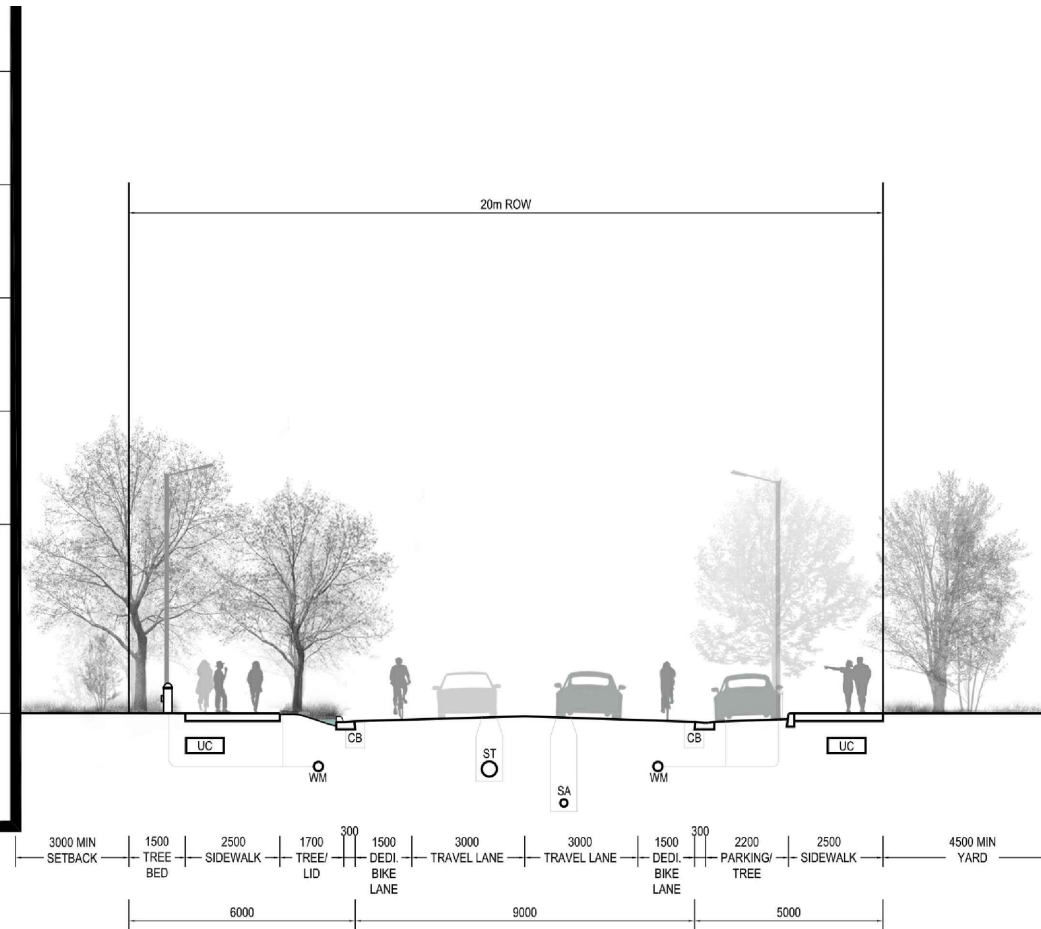 20m ROW
UC
WM
CB
ST
SA
WM
CB
UC
3000 MIN
SETBACK
1500
TREE
BED
2500
SIDEWALK
1700
TREE/
LID
300
1500
DEDI.
BIKE
LANE
3000
TRAVEL LANE
3000
TRAVEL LANE
1500
DEDI.
BIKE
LANE
300
2200
PARKING/
TREE
2500
SIDEWALK
4500 MIN
YARD
6000
9000
5000